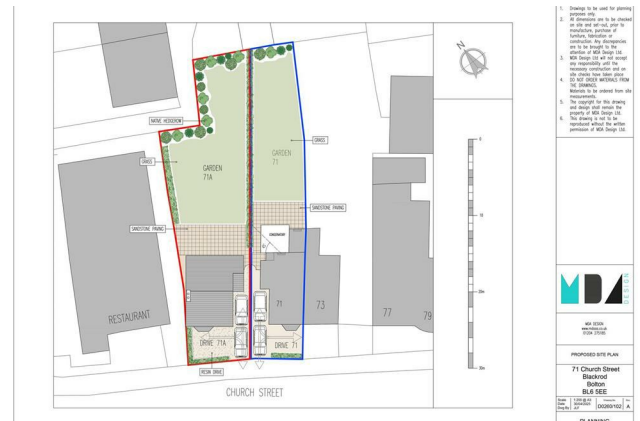 1. Drawings to be used for planning
purposes only.
2. All dimensions are to be checked
on site and set-out, prior to
manufacture, purchase of
furniture, fabrication or
construction. Any discrepancies
are to be brought to the
attention of MDA Design Ltd.
3. MDA Design Ltd will not accept
any responsibility until the
necessary construction and on
site checks have taken place
4. DO NOT ORDER MATERIALS FROM
THE DRAWINGS.
Materials to be ordered from site
measurements.
5. The copyright for this drawing
and design shall remain the
property of MDA Design Ltd.
6. This drawing is not to be
reproduced without the written
permission of MDA Design Ltd.
N
NATIVE HEDGEROW
GRASS
GRASS
GARDEN
71A
GARDEN
71
SANDSTONE PAVING
SANDSTONE PAVING
CONSERVATORY
RESTAURANT
71
73
77
79
DRIVE 71A
DRIVE 71
RESIN DRIVE
CHURCH STREET
0
10
20m
30m
MDA
DESIGN
MDA DESIGN
PROPOSED SITE PLAN
71 Church Street
Blackrod
Bolton
BL6 5EE
Scale
Date
D0260/102
A
PLANNING